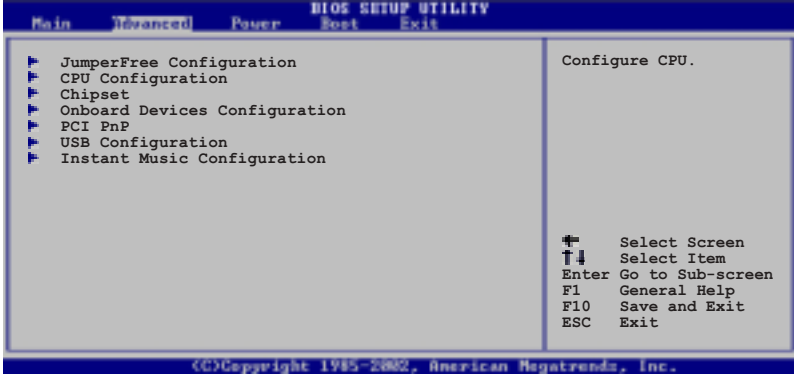 BIOS SETUP UTILITY
Main Advanced Power Boot Exit
JumperFree Configuration
CPU Configuration
Chipset
Onboard Devices Configuration
PCI PnP
USB Configuration
Instant Music Configuration
Configure CPU.
Select Screen
Select Item
Enter Go to Sub-screen
F1 General Help
F10 Save and Exit
ESC Exit
(C)Copyright 1985-2002, American Megatrends, Inc.